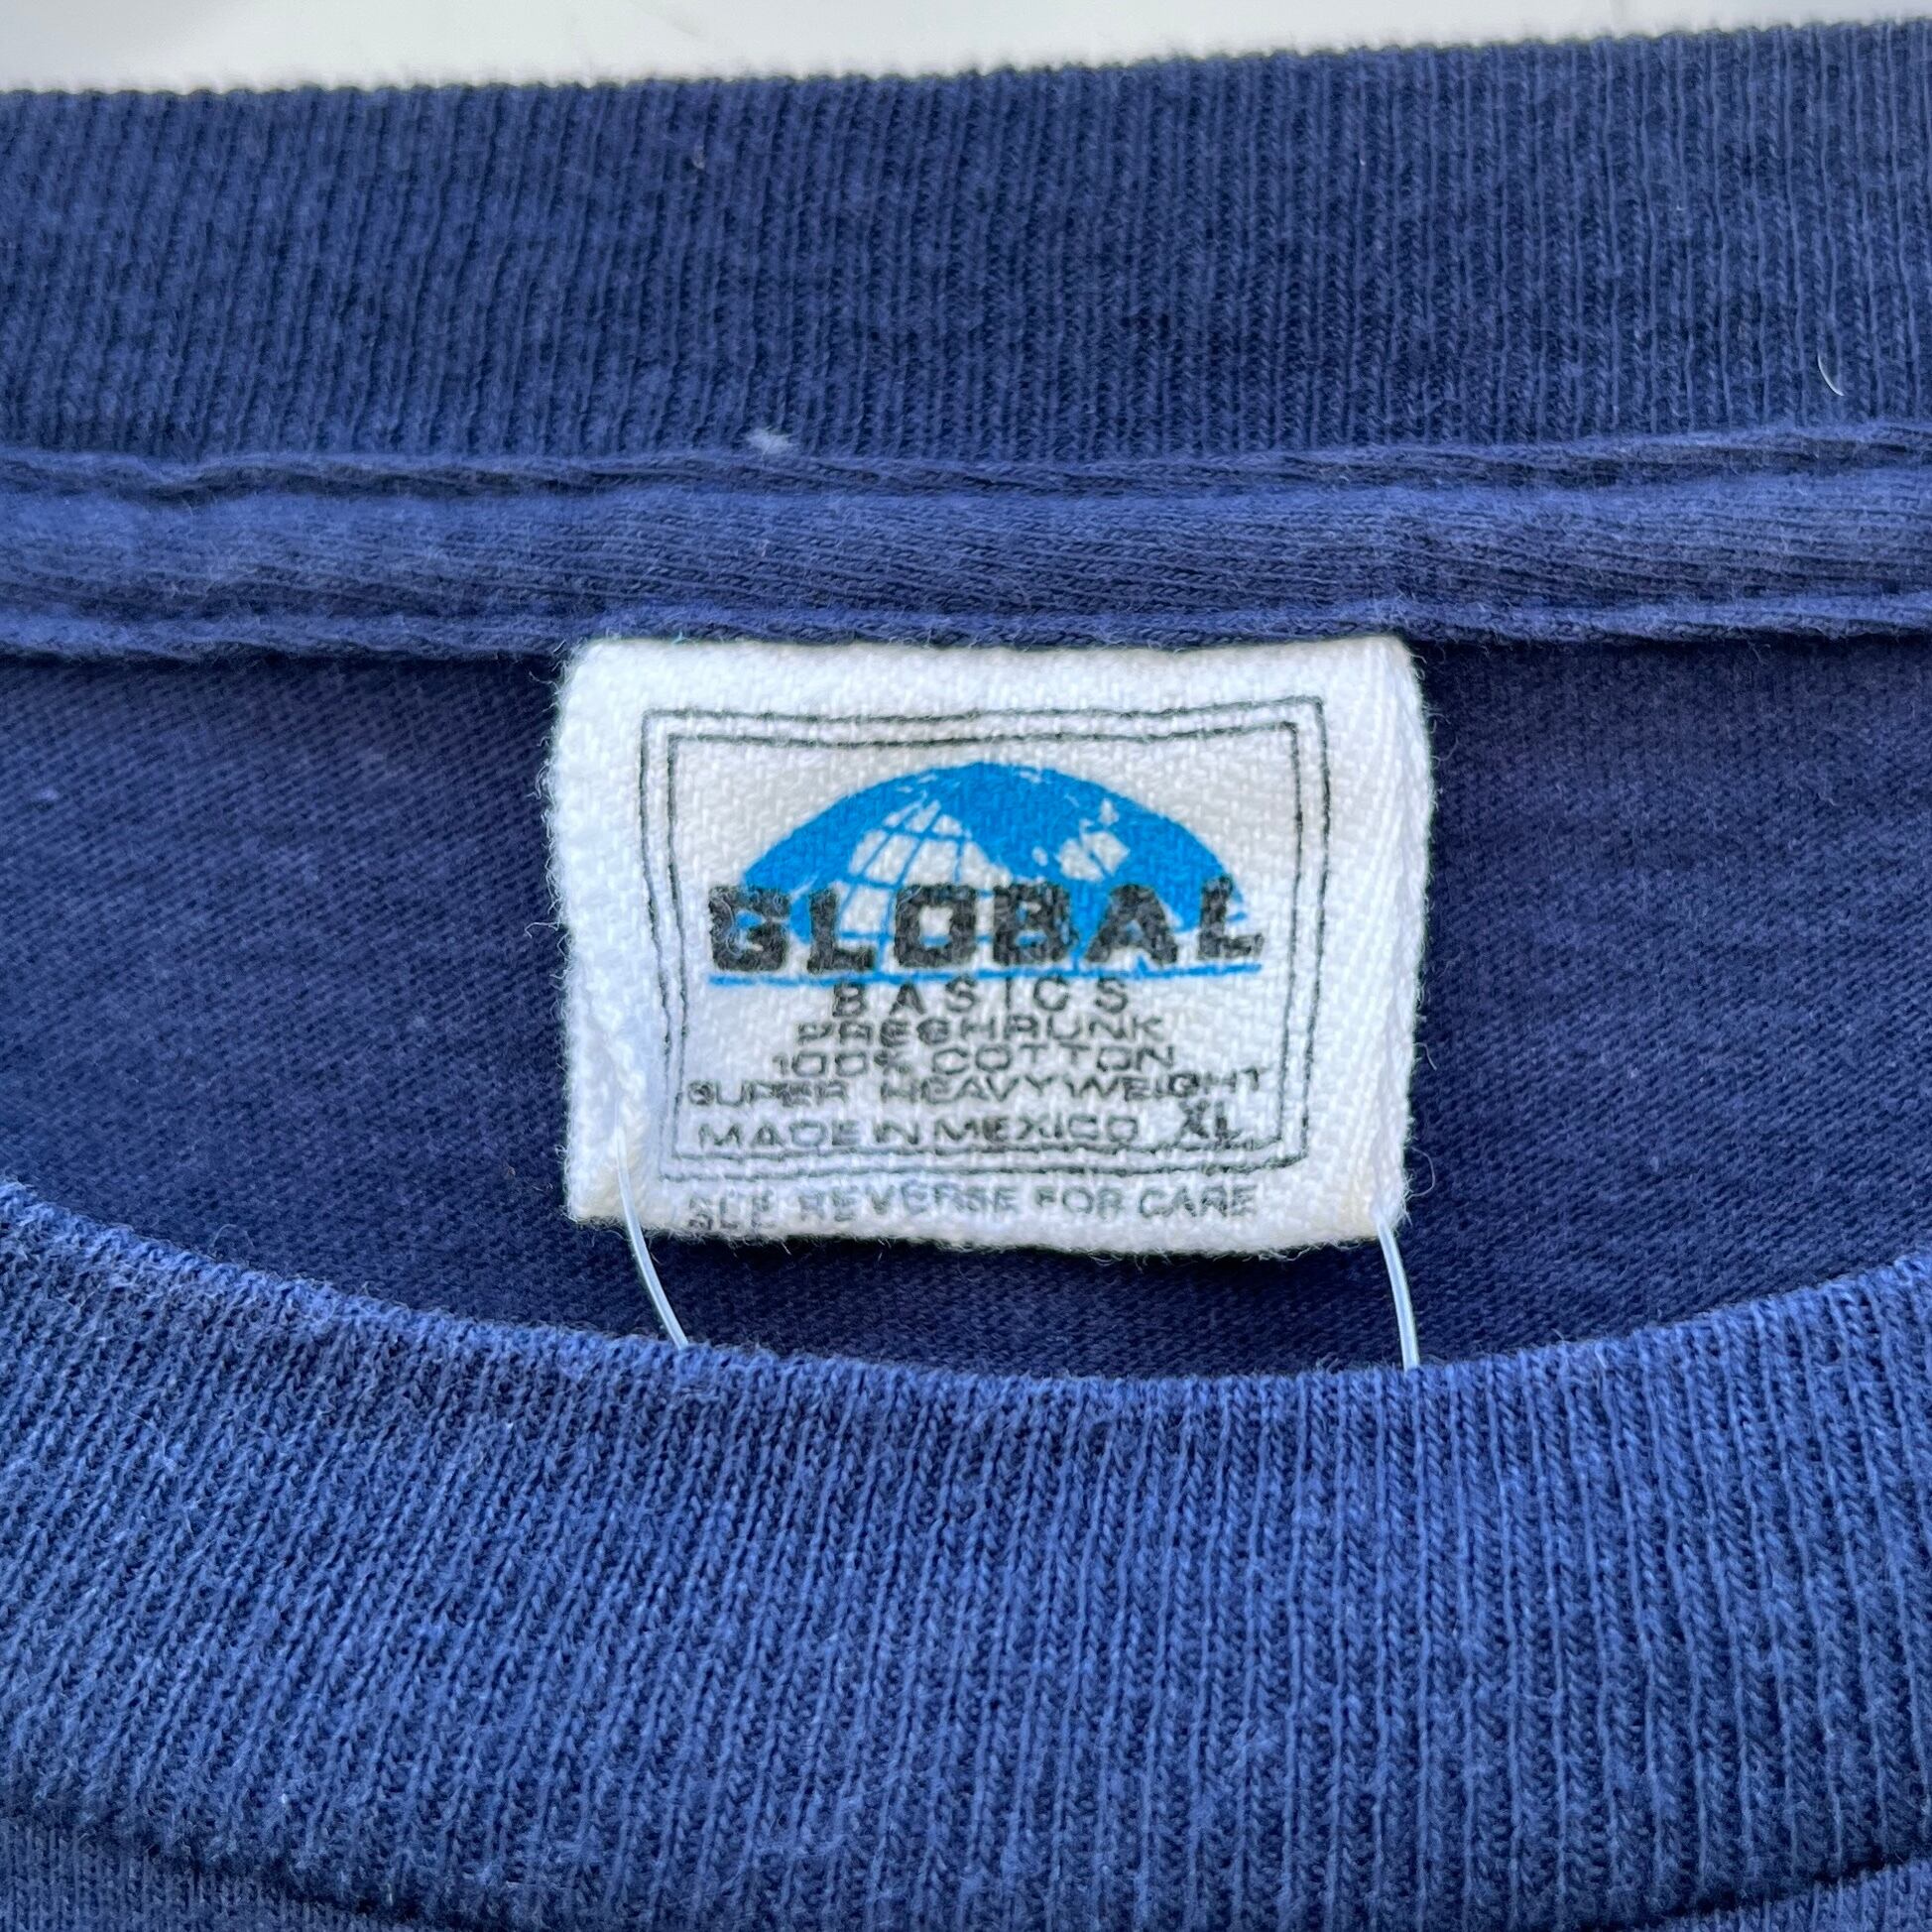 GLOBAL
BASICS
PRESHRUNK
100% COTTON
SUPER HEAVYWEIGHT
MADE IN MEXICO XL
SEE REVERSE FOR CARE